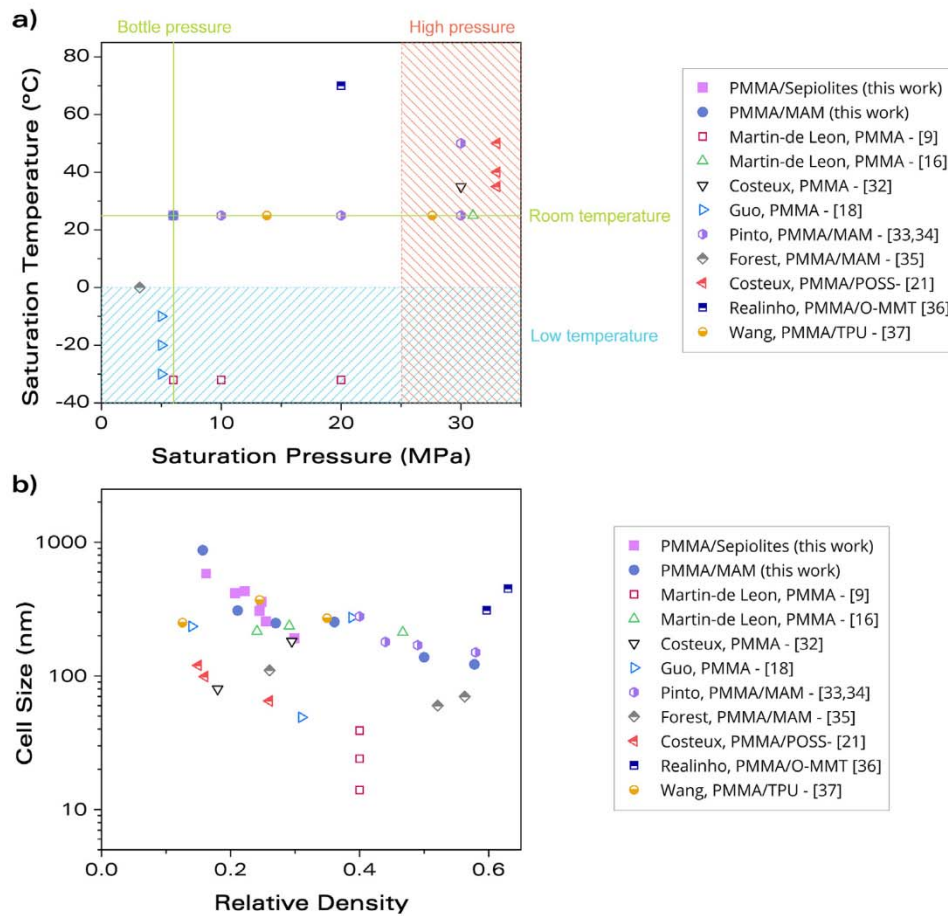 a)
Bottle pressure
High pressure
Saturation Temperature (ºC)
80
60
40
20
0
-20
-40
Room temperature
Low temperature
0
10
20
30
Saturation Pressure (MPa)
PMMA/Sepiolites (this work)
PMMA/MAM (this work)
Martin-de Leon, PMMA - [9]
Martin-de Leon, PMMA - [16]
Costeux, PMMA - [32]
Guo, PMMA - [18]
Pinto, PMMA/MAM - [33,34]
Forest, PMMA/MAM - [35]
Costeux, PMMA/POSS- [21]
Realinho, PMMA/O-MMT [36]
Wang, PMMA/TPU - [37]
b)
Cell Size (nm)
1000
100
10
0.0
0.2
0.4
0.6
Relative Density
PMMA/Sepiolites (this work)
PMMA/MAM (this work)
Martin-de Leon, PMMA - [9]
Martin-de Leon, PMMA - [16]
Costeux, PMMA - [32]
Guo, PMMA - [18]
Pinto, PMMA/MAM - [33,34]
Forest, PMMA/MAM - [35]
Costeux, PMMA/POSS- [21]
Realinho, PMMA/O-MMT [36]
Wang, PMMA/TPU - [37]